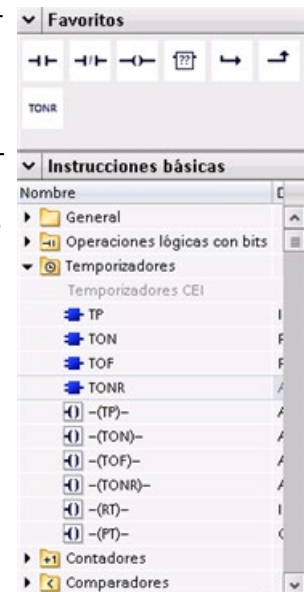 Favoritos
??
TONR
Instrucciones básicas
Nombre
General
Operaciones lógicas con bits
Temporizadores
Temporizadores CEI
TP
TON
TOF
TONR
-(TP)-
-(TON)-
-(TOF)-
-(TONR)-
-(RT)-
-(PT)-
+1 Contadores
Comparadores